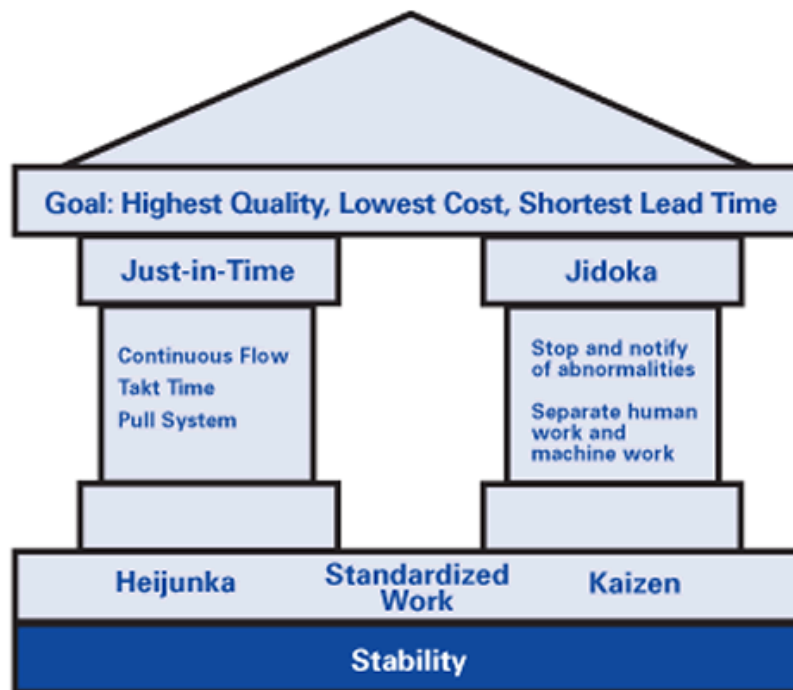 Goal: Highest Quality, Lowest Cost, Shortest Lead Time
Just-in-Time
Continuous Flow
Takt Time
Pull System
Jidoka
Stop and notify
of abnormalities
Separate human
work and
machine work
Heijunka
Standardized
Work
Kaizen
Stability